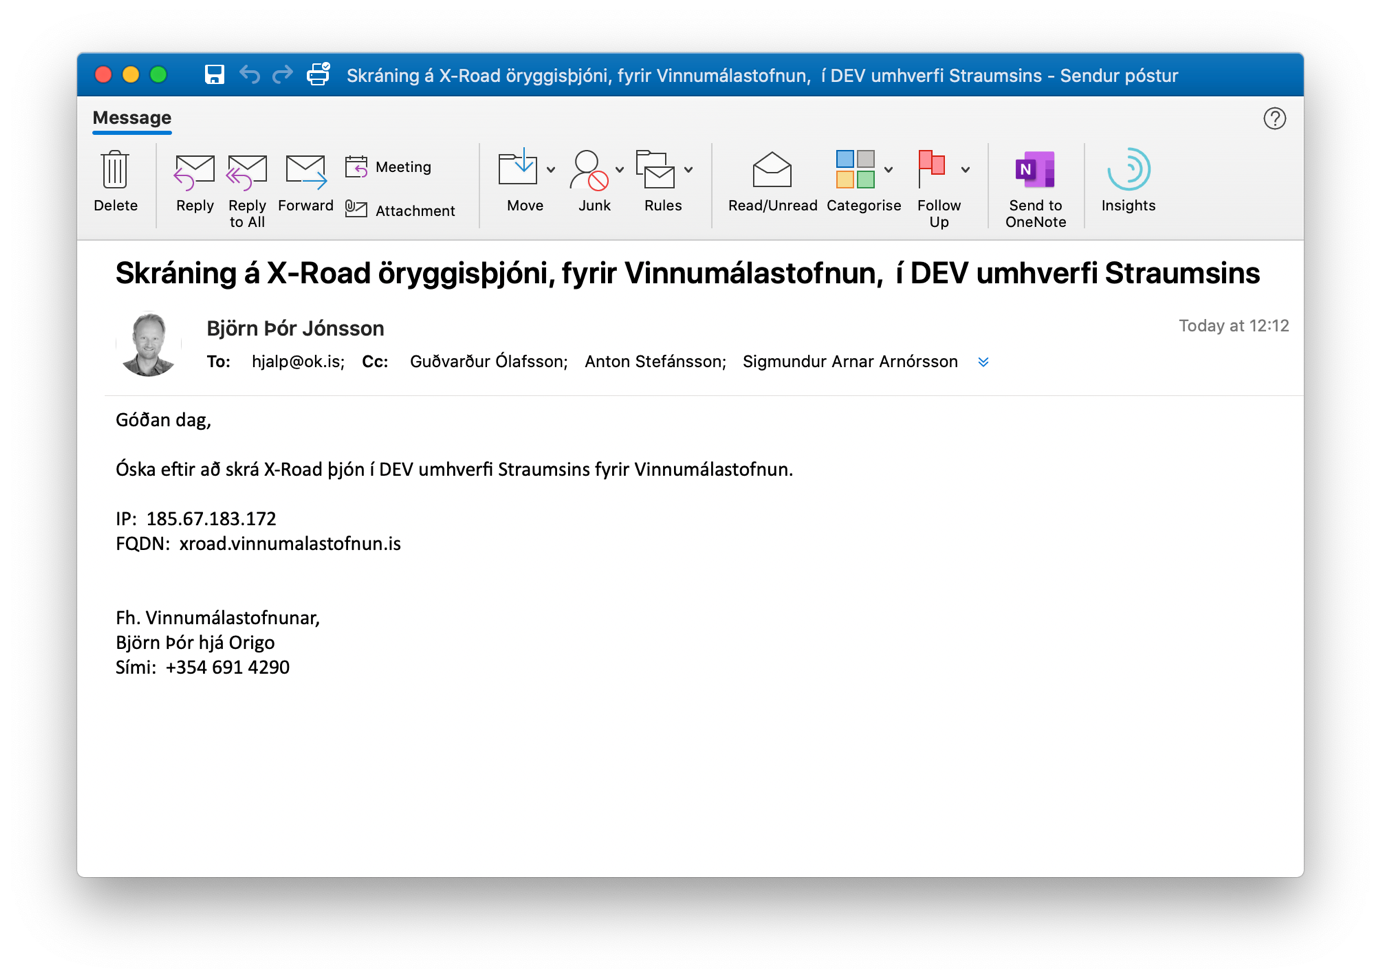 Skráning á X-Road öryggisþjóni, fyrir Vinnumálastofnun,  í DEV umhverfi Straumsins - Sendur póstur
Message
?
Delete
Reply
Reply to All
Forward
Meeting
Attachment
Move
Junk
Rules
Read/Unread
Categorise
Follow Up
N
Send to OneNote
Insights
Skráning á X-Road öryggisþjóni, fyrir Vinnumálastofnun,  í DEV umhverfi Straumsins
Björn Þór Jónsson
Today at 12:12
To: hjalp@ok.is; Cc: Guðvarður Ólafsson; Anton Stefánsson; Sigmundur Arnar Arnórsson
Góðan dag,
Óska eftir að skrá X-Road þjón í DEV umhverfi Straumsins fyrir Vinnumálastofnun.
IP:  185.67.183.172
FQDN:  xroad.vinnumalastofnun.is
Fh. Vinnumálastofnunar,
Björn Þór hjá Origo
Sími:  +354 691 4290